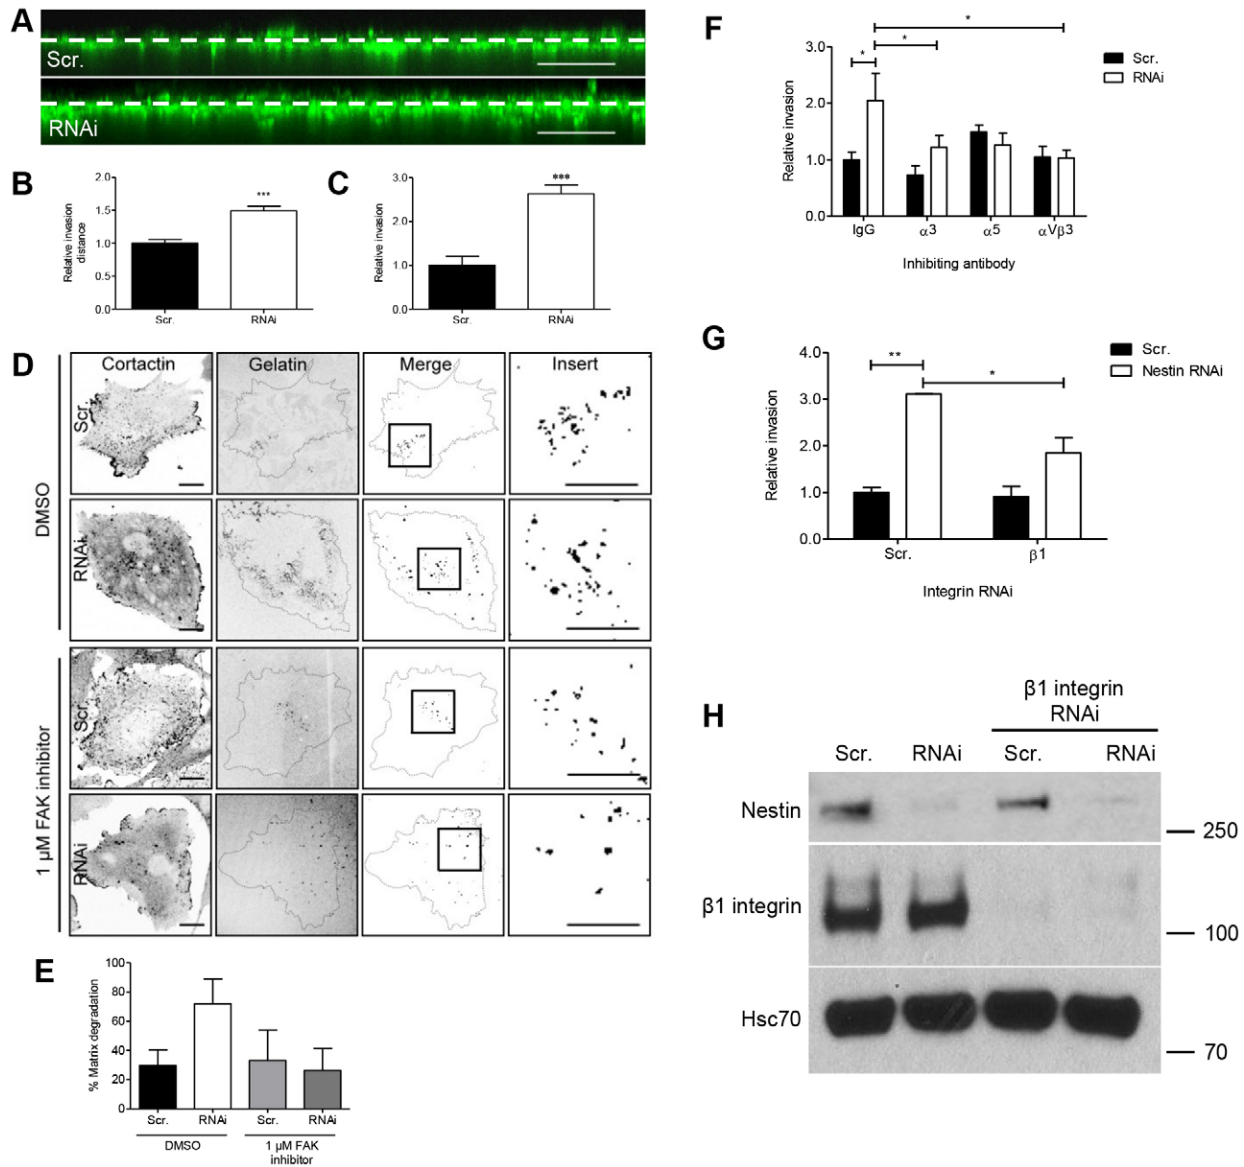 A
Scr.
RNAi
B
2.0
1.5
1.0
0.5
0.0
Relative invasion
distance
***
Scr.
RNAi
C
3.0
2.0
1.0
0.0
Relative invasion
***
Scr.
RNAi
D
Cortactin
Gelatin
Merge
Insert
DMSO
Scr.
RNAi
1 µM FAK inhibitor
Scr.
RNAi
E
100
80
60
40
20
0
% Matrix degradation
Scr.
RNAi
Scr.
RNAi
DMSO
1 µM FAK
inhibitor
F
*
*
*
3.0
2.0
1.0
0.0
Relative invasion
Scr.
RNAi
IgG
α3
α5
αVβ3
Inhibiting antibody
G
4.0
3.0
2.0
1.0
0.0
Relative invasion
**
*
Scr.
Nestin RNAi
Scr.
β1
Integrin RNAi
H
β1 integrin
RNAi
Scr.
RNAi
Scr.
RNAi
Nestin
250
β1 integrin
100
Hsc70
70